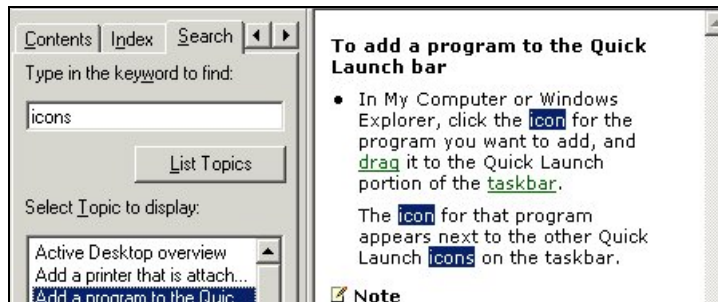 Contents
Index
Search
Type in the keyword to find:
icons
List Topics
Select Topic to display:
Active Desktop overview
Add a printer that is attach...
Add a program to the Quic...
To add a program to the Quick
Launch bar
• In My Computer or Windows
Explorer, click the icon for the
program you want to add, and
drag it to the Quick Launch
portion of the taskbar.
The icon for that program
appears next to the other Quick
Launch icons on the taskbar.
Note